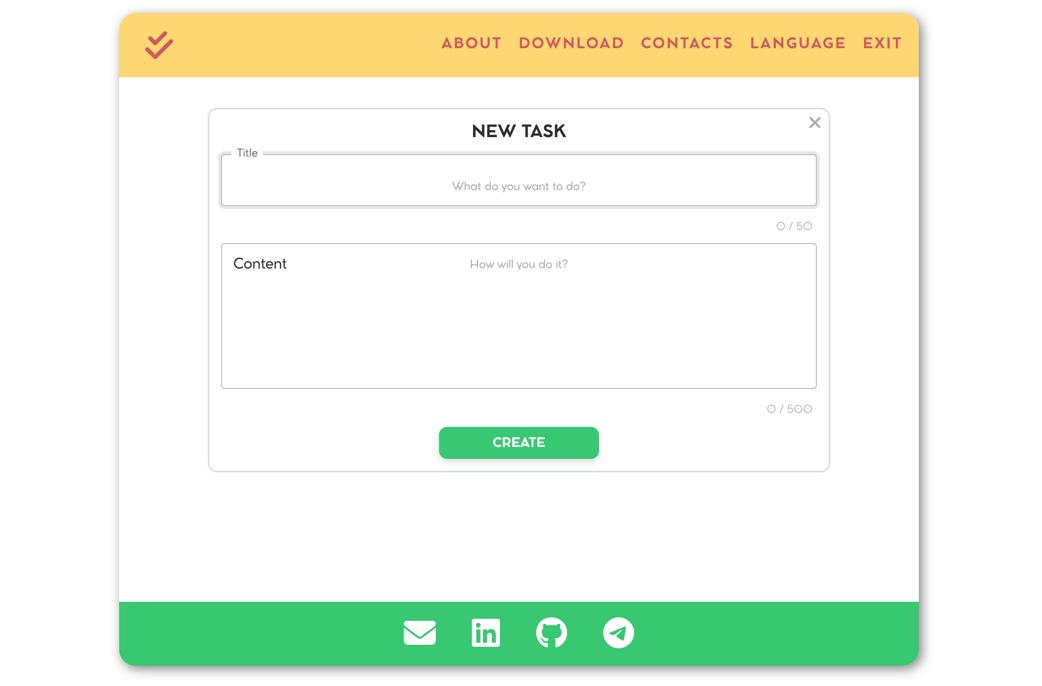 ABOUT DOWNLOAD CONTACTS LANGUAGE EXIT
NEW TASK
Title
What do you want to do?
0 / 50
Content How will you do it?
0 / 500
CREATE
in